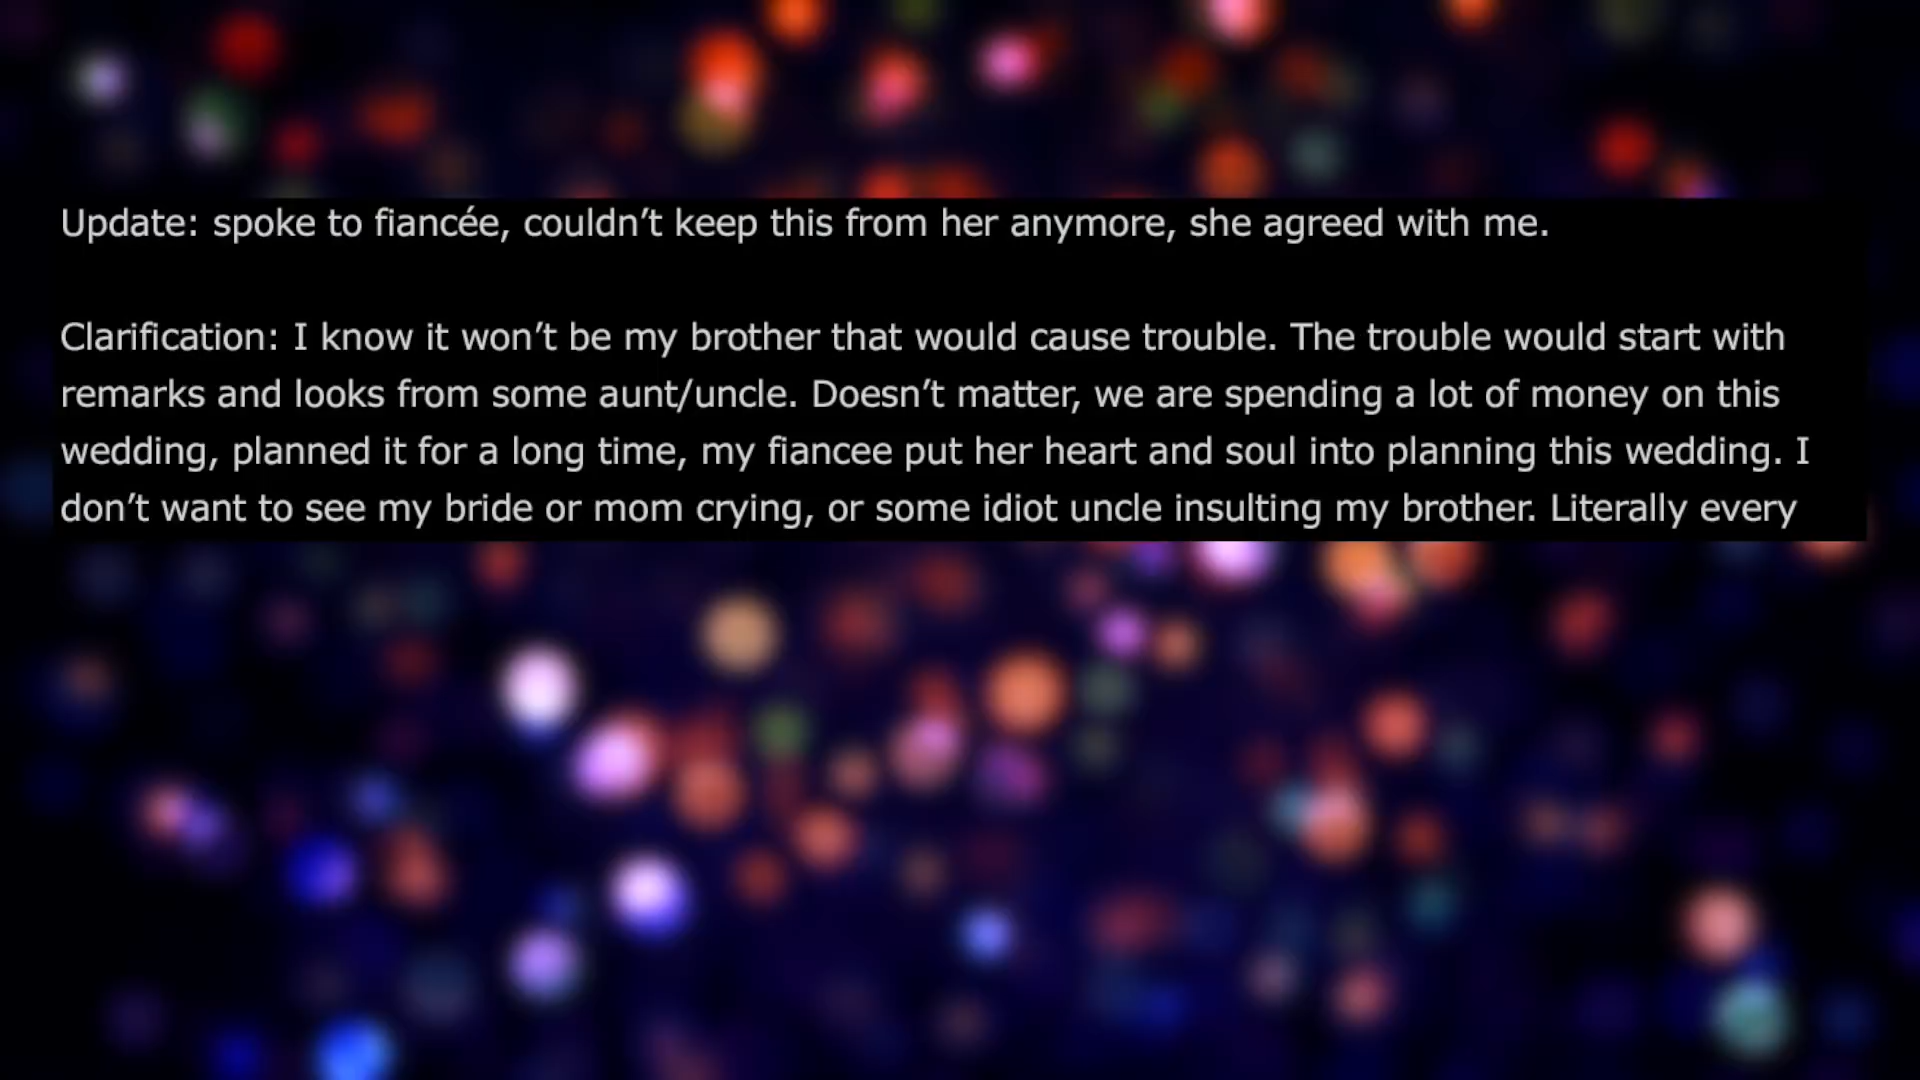 Update: spoke to fiancée, couldn’t keep this from her anymore, she agreed with me.
Clarification: I know it won’t be my brother that would cause trouble. The trouble would start with
remarks and looks from some aunt/uncle. Doesn’t matter, we are spending a lot of money on this
wedding, planned it for a long time, my fiancee put her heart and soul into planning this wedding. I
don’t want to see my bride or mom crying, or some idiot uncle insulting my brother. Literally every